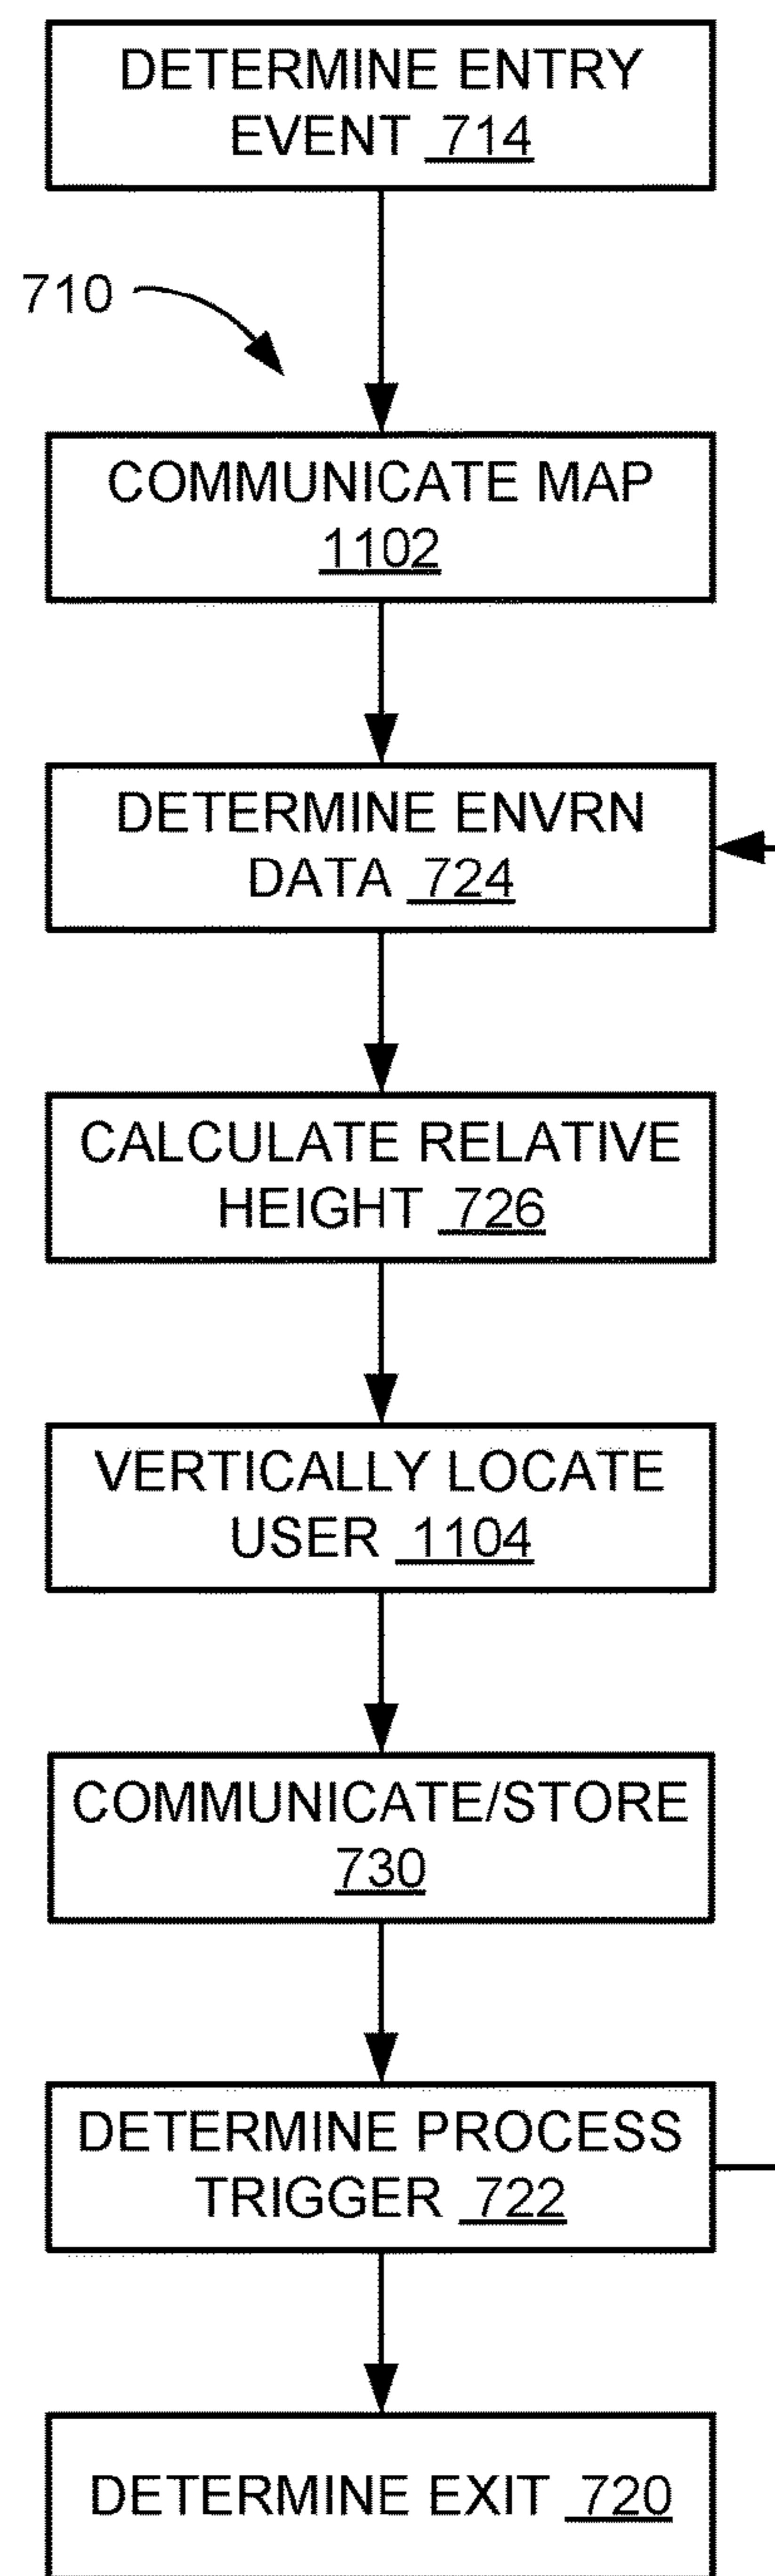 DETERMINE ENTRY
EVENT 714
710
COMMUNICATE MAP
1102
DETERMINE ENVRN
DATA 724
CALCULATE RELATIVE
HEIGHT 726
VERTICALLY LOCATE
USER 1104
COMMUNICATE/STORE
730
DETERMINE PROCESS
TRIGGER 722
DETERMINE EXIT 720